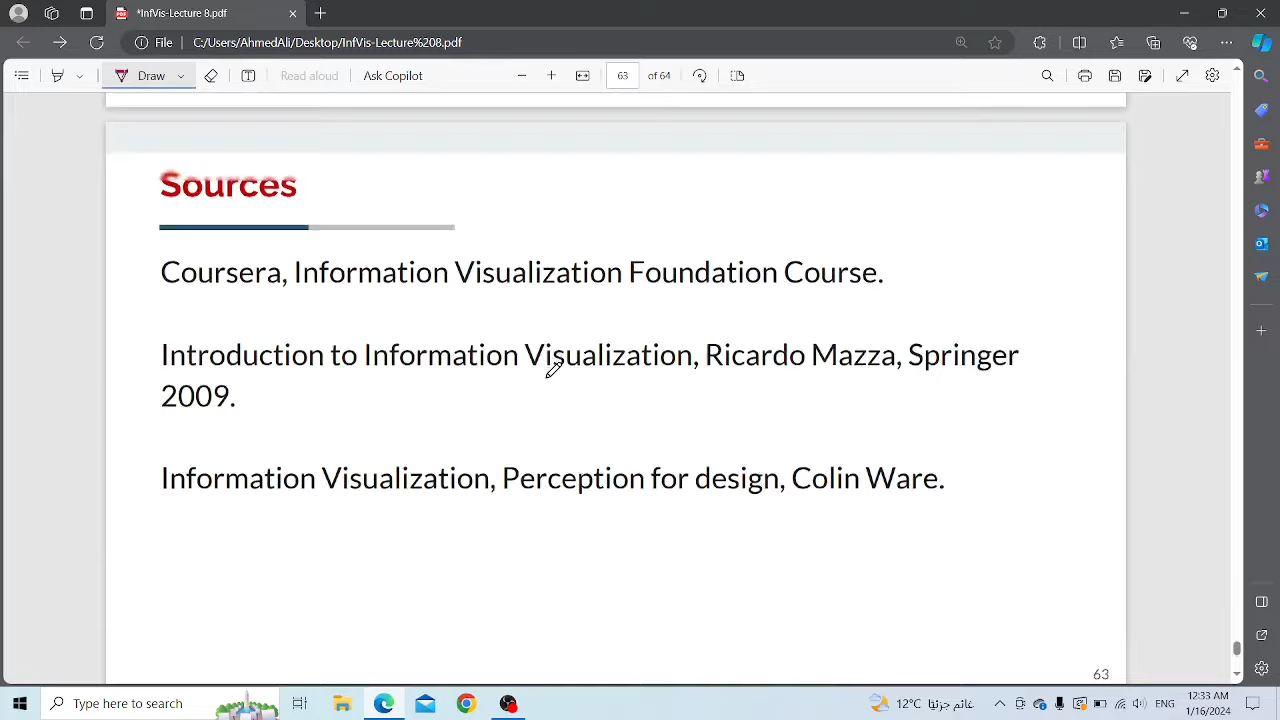 *InfVis-Lecture 8.pdf
File
C:/Users/AhmedAli/Desktop/InfVis-Lecture%208.pdf
Draw
Read aloud
Ask Copilot
63
of 64
Sources
Coursera, Information Visualization Foundation Course.
Introduction to Information Visualization, Ricardo Mazza, Springer
2009.
Information Visualization, Perception for design, Colin Ware.
63
Type here to search
12°C
غائم جزئيا
ENG
12:33 AM
1/16/2024